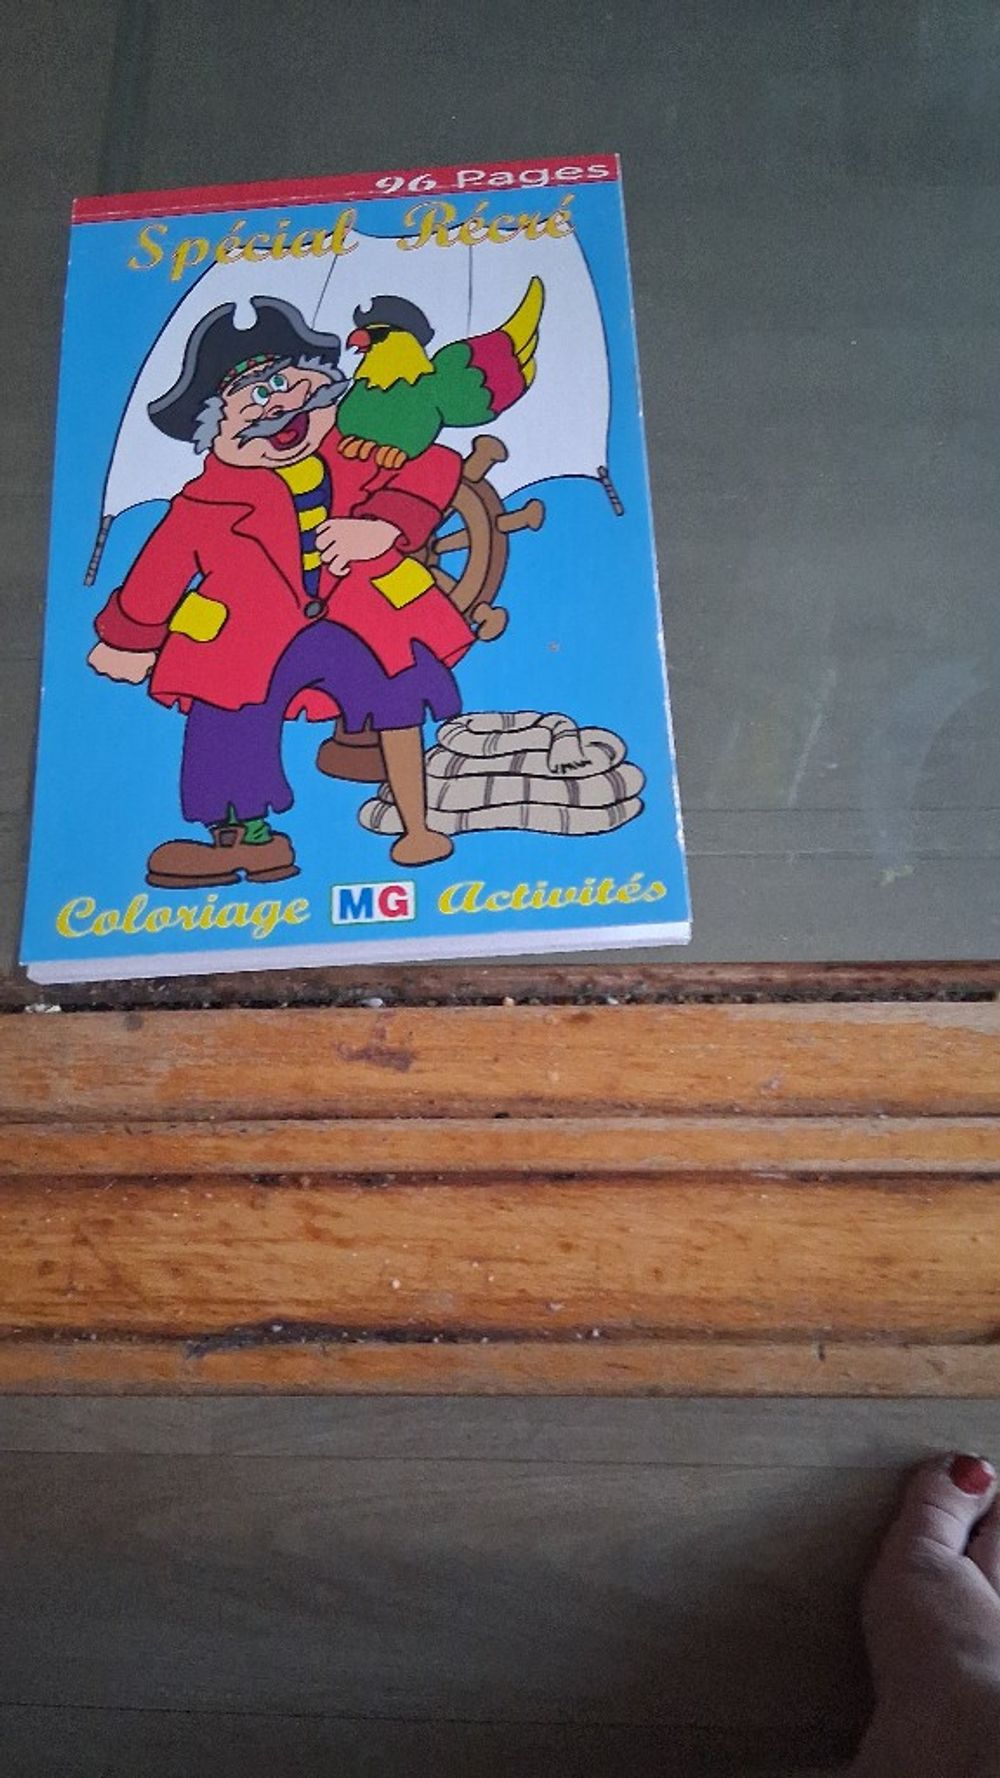 96 Pages
Spécial Récré
Coloriage MG Activités